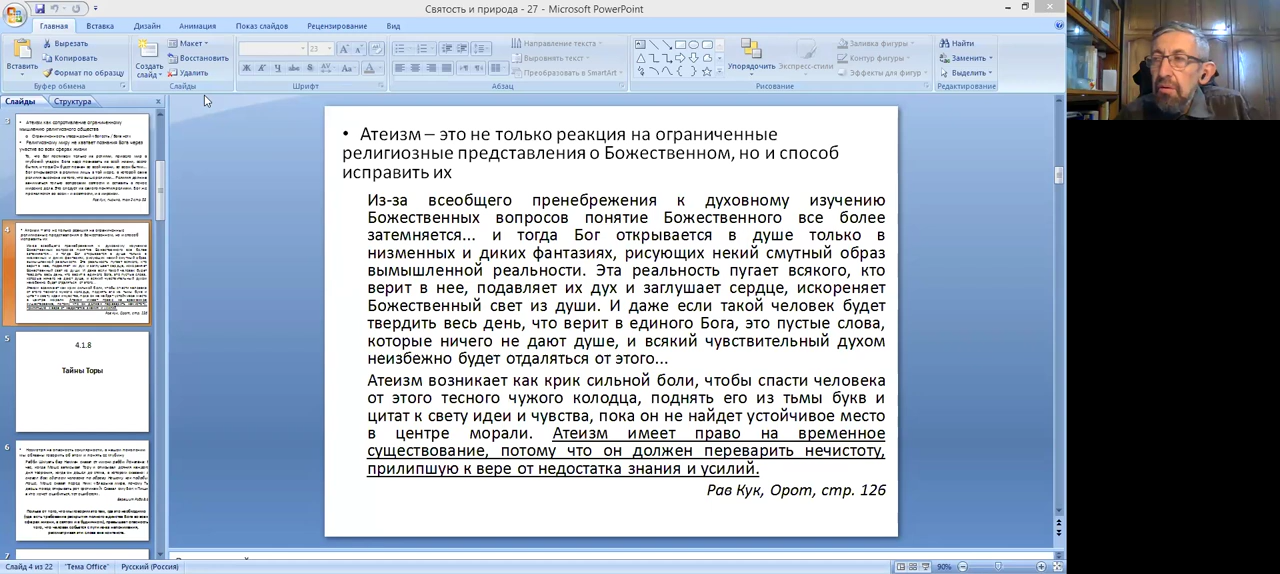 Святость и природа - 27 - Microsoft PowerPoint
Главная Вставка Дизайн Анимация Показ слайдов Рецензирование Вид
Вставить
Вырезать
Копировать
Формат по образцу
Буфер обмена
Создать слайд
Макет
Восстановить
Удалить
Слайды
23
Ж К Ч abc S AV Aa А
Шрифт
Направление текста
Выровнять текст
Преобразовать в SmartArt
Абзац
Упорядочить
Экспресс-стили
Заливка фигуры
Контур фигуры
Эффекты для фигур
Рисование
Найти
Заменить
Выделить
Редактирование
Слайды Структура
3
4
5
4.1.8
Тайны Торы
6
7
• Атеизм – это не только реакция на ограниченные
религиозные представления о Божественном, но и способ
исправить их
Из-за всеобщего пренебрежения к духовному изучению
Божественных вопросов понятие Божественного все более
затемняется... и тогда Бог открывается в душе только в
низменных и диких фантазиях, рисующих некий смутный образ
вымышленной реальности. Эта реальность пугает всякого, кто
верит в нее, подавляет их дух и заглушает сердце, искореняет
Божественный свет из души. И даже если такой человек будет
твердить весь день, что верит в единого Бога, это пустые слова,
которые ничего не дают душе, и всякий чувствительный духом
неизбежно будет отдаляться от этого...
Атеизм возникает как крик сильной боли, чтобы спасти человека
от этого тесного чужого колодца, поднять его из тьмы букв и
цитат к свету идеи и чувства, пока он не найдет устойчивое место
в центре морали. Атеизм имеет право на временное
существование, потому что он должен переварить нечистоту,
прилипшую к вере от недостатка знания и усилий.
Рав Кук, Орот, стр. 126
Слайд 4 из 22 "Тема Office" Русский (Россия) 90%